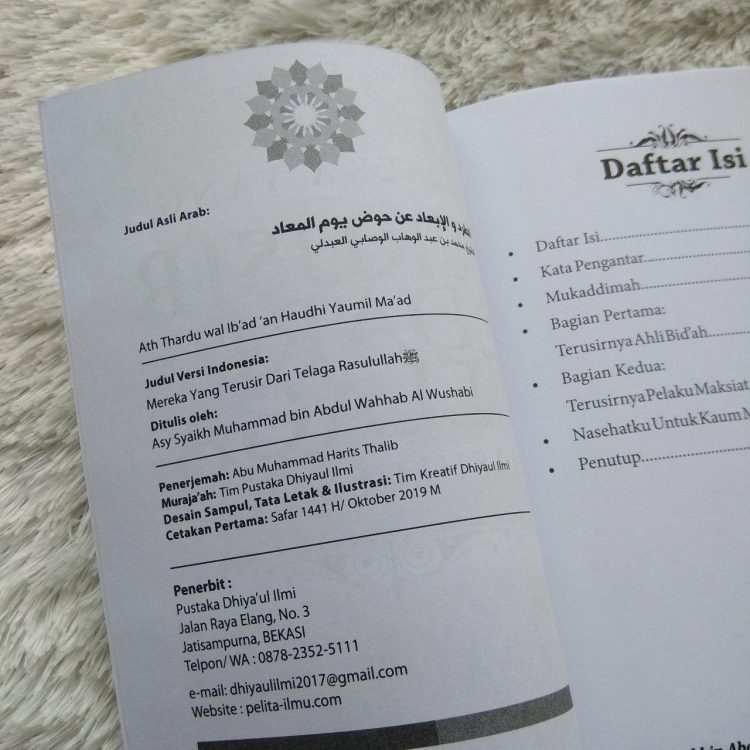 Judul Asli Arab:
و الإبعاد عن حوض يوم المعاد
محمد بن عبد الوهاب الوصابي العبدلي
Ath Thardu wal Ib'ad 'an Haudhi Yaumil Ma'ad
Judul Versi Indonesia:
Mereka Yang Terusir Dari Telaga Rasulullah ﷺ
Ditulis oleh:
Asy Syaikh Muhammad bin Abdul Wahhab Al Wushabi
Penerjemah: Abu Muhammad Harits Thalib
Muraja'ah: Tim Pustaka Dhiyaul Ilmi
Desain Sampul, Tata Letak & Ilustrasi: Tim Kreatif Dhiyaul Ilmi
Cetakan Pertama: Safar 1441 H/ Oktober 2019 M
Penerbit :
Pustaka Dhiya'ul Ilmi
Jalan Raya Elang, No. 3
Jatisampurna, BEKASI
Telpon/ WA : 0878-2352-5111
e-mail: dhiyaulilmi2017@gmail.com
Website : pelita-ilmu.com
Daftar Isi
• Daftar Isi
• Kata Pengantar
• Mukaddimah
• Bagian Pertama:
Terusirnya Ahli Bid'ah
• Bagian Kedua:
Terusirnya Pelaku Maksiat
• Nasehatku Untuk Kaum
• Penutup